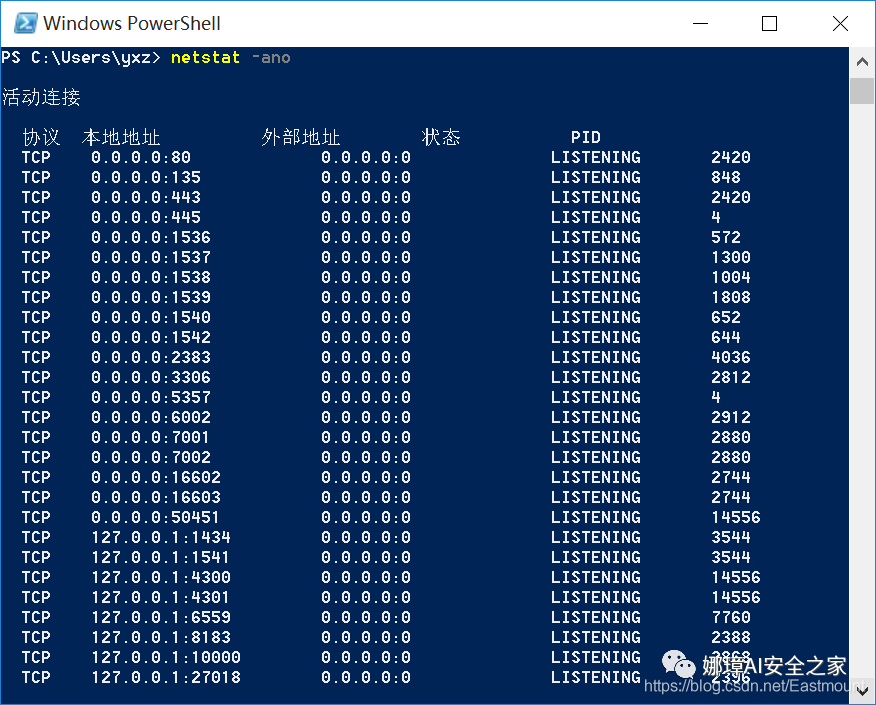 Windows PowerShell
PS C:\Users\yxz> netstat -ano
活动连接
协议 本地地址 外部地址 状态 PID
TCP 0.0.0.0:80 0.0.0.0:0 LISTENING 2420
TCP 0.0.0.0:135 0.0.0.0:0 LISTENING 848
TCP 0.0.0.0:443 0.0.0.0:0 LISTENING 2420
TCP 0.0.0.0:445 0.0.0.0:0 LISTENING 4
TCP 0.0.0.0:1536 0.0.0.0:0 LISTENING 572
TCP 0.0.0.0:1537 0.0.0.0:0 LISTENING 1300
TCP 0.0.0.0:1538 0.0.0.0:0 LISTENING 1004
TCP 0.0.0.0:1539 0.0.0.0:0 LISTENING 1808
TCP 0.0.0.0:1540 0.0.0.0:0 LISTENING 652
TCP 0.0.0.0:1542 0.0.0.0:0 LISTENING 644
TCP 0.0.0.0:2383 0.0.0.0:0 LISTENING 4036
TCP 0.0.0.0:3306 0.0.0.0:0 LISTENING 2812
TCP 0.0.0.0:5357 0.0.0.0:0 LISTENING 4
TCP 0.0.0.0:6002 0.0.0.0:0 LISTENING 2912
TCP 0.0.0.0:7001 0.0.0.0:0 LISTENING 2880
TCP 0.0.0.0:7002 0.0.0.0:0 LISTENING 2880
TCP 0.0.0.0:16602 0.0.0.0:0 LISTENING 2744
TCP 0.0.0.0:16603 0.0.0.0:0 LISTENING 2744
TCP 0.0.0.0:50451 0.0.0.0:0 LISTENING 14556
TCP 127.0.0.1:1434 0.0.0.0:0 LISTENING 3544
TCP 127.0.0.1:1541 0.0.0.0:0 LISTENING 3544
TCP 127.0.0.1:4300 0.0.0.0:0 LISTENING 14556
TCP 127.0.0.1:4301 0.0.0.0:0 LISTENING 14556
TCP 127.0.0.1:6559 0.0.0.0:0 LISTENING 7760
TCP 127.0.0.1:8183 0.0.0.0:0 LISTENING 2388
TCP 127.0.0.1:10000 0.0.0.0:0 LISTENING
娜璋AI安全之家
TCP 127.0.0.1:27018 0.0.0.0:0 LISTENING
https://blog.csdn.net/Eastmount